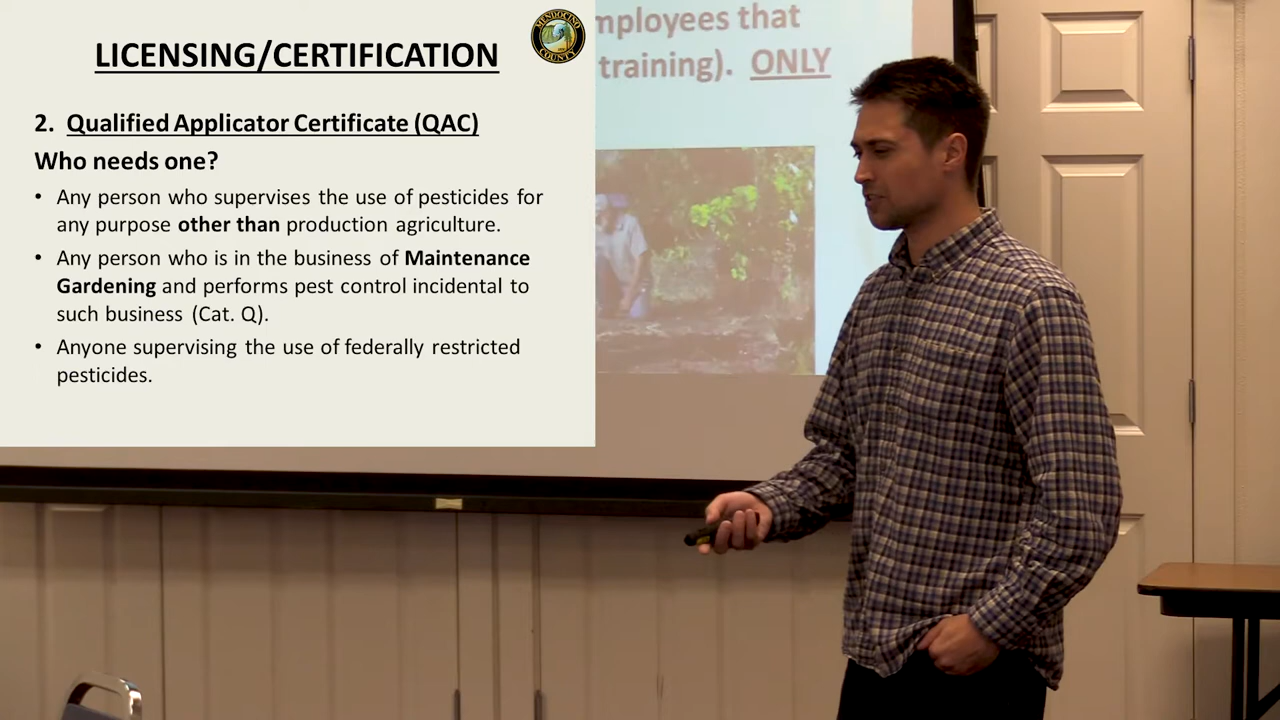 LICENSING/CERTIFICATION
MENDOCINO
COUNTY
2. Qualified Applicator Certificate (QAC)
Who needs one?
• Any person who supervises the use of pesticides for
any purpose other than production agriculture.
• Any person who is in the business of Maintenance
Gardening and performs pest control incidental to
such business (Cat. Q).
• Anyone supervising the use of federally restricted
pesticides.
mployees that
training). ONLY